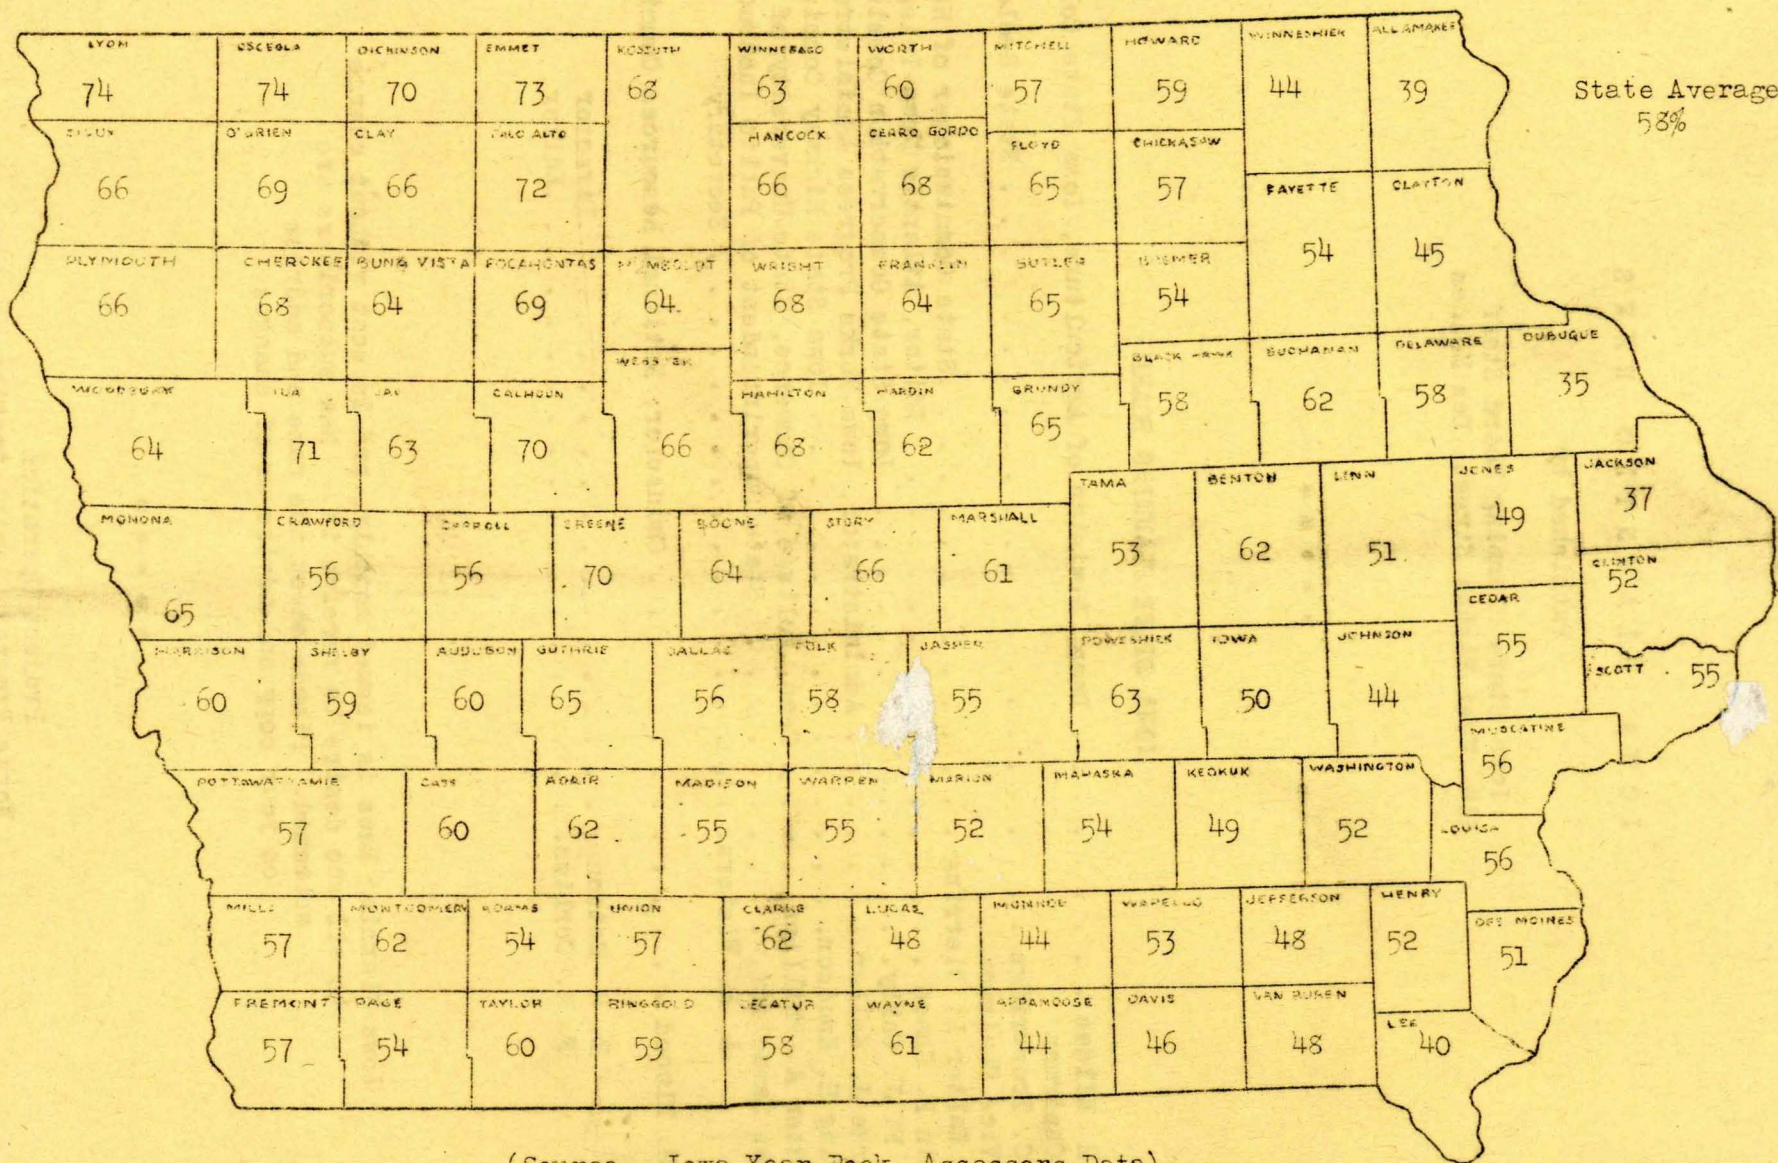 LYON OSCEOLA DICKINSON EMMET KOSSUTH WINNEBAGO WORTH MITCHELL HOWARD WINNESHIEK ALLAMAKEE
74 74 70 73 68 63 60 57 59 44 39
State Average
58%
SIOUX O'BRIEN CLAY PALO ALTO HANCOCK CERRO GORDO FLOYD CHICKASAW
66 69 66 72 66 68 65 57
FAYETTE CLAYTON
54 45
PLYMOUTH CHEROKEE BUNA VISTA POCAHONTAS HUMBOLDT WRIGHT FRANKLIN BUTLER BREMER
66 68 64 69 64 68 64 65 54
WEBSTER BLACK HAWK BUCHANAN DELAWARE DUBUQUE
66 58 62 58 35
WOODBURY IDA SAC CALHOUN HAMILTON HARDIN GRUNDY
64 71 63 70 68 62 65
TAMA BENTON LINN JONES JACKSON
53 62 51 49 37
MONONA CRAWFORD CARROLL GREENE BOONE STORY MARSHALL
65 56 56 70 64 66 61
CLINTON
52
CEDAR
55
HARRISON SHELBY AUDUBON GUTHRIE DALLAS POLK JASPER POWESHIEK IOWA JOHNSON
60 59 60 65 56 58 55 63 50 44
SCOTT 55
MUSCATINE
56
POTTAWATTAMIE CASS ADAIR MADISON WARREN MARION MAHASKA KEOKUK WASHINGTON
57 60 62 55 55 52 54 49 52
LOUISA
56
MILLS MONTGOMERY ADAMS UNION CLARKE LUCAS MONROE WAPELLO JEFFERSON HENRY
57 62 54 57 62 48 44 53 48 52
DES MOINES
51
FREMONT PAGE TAYLOR RINGGOLD DECATUR WAYNE APPANOOSE DAVIS VAN BUREN
57 54 60 59 58 61 44 46 48
LEE
40
(Source - Iowa Year Book, Assessors Data)